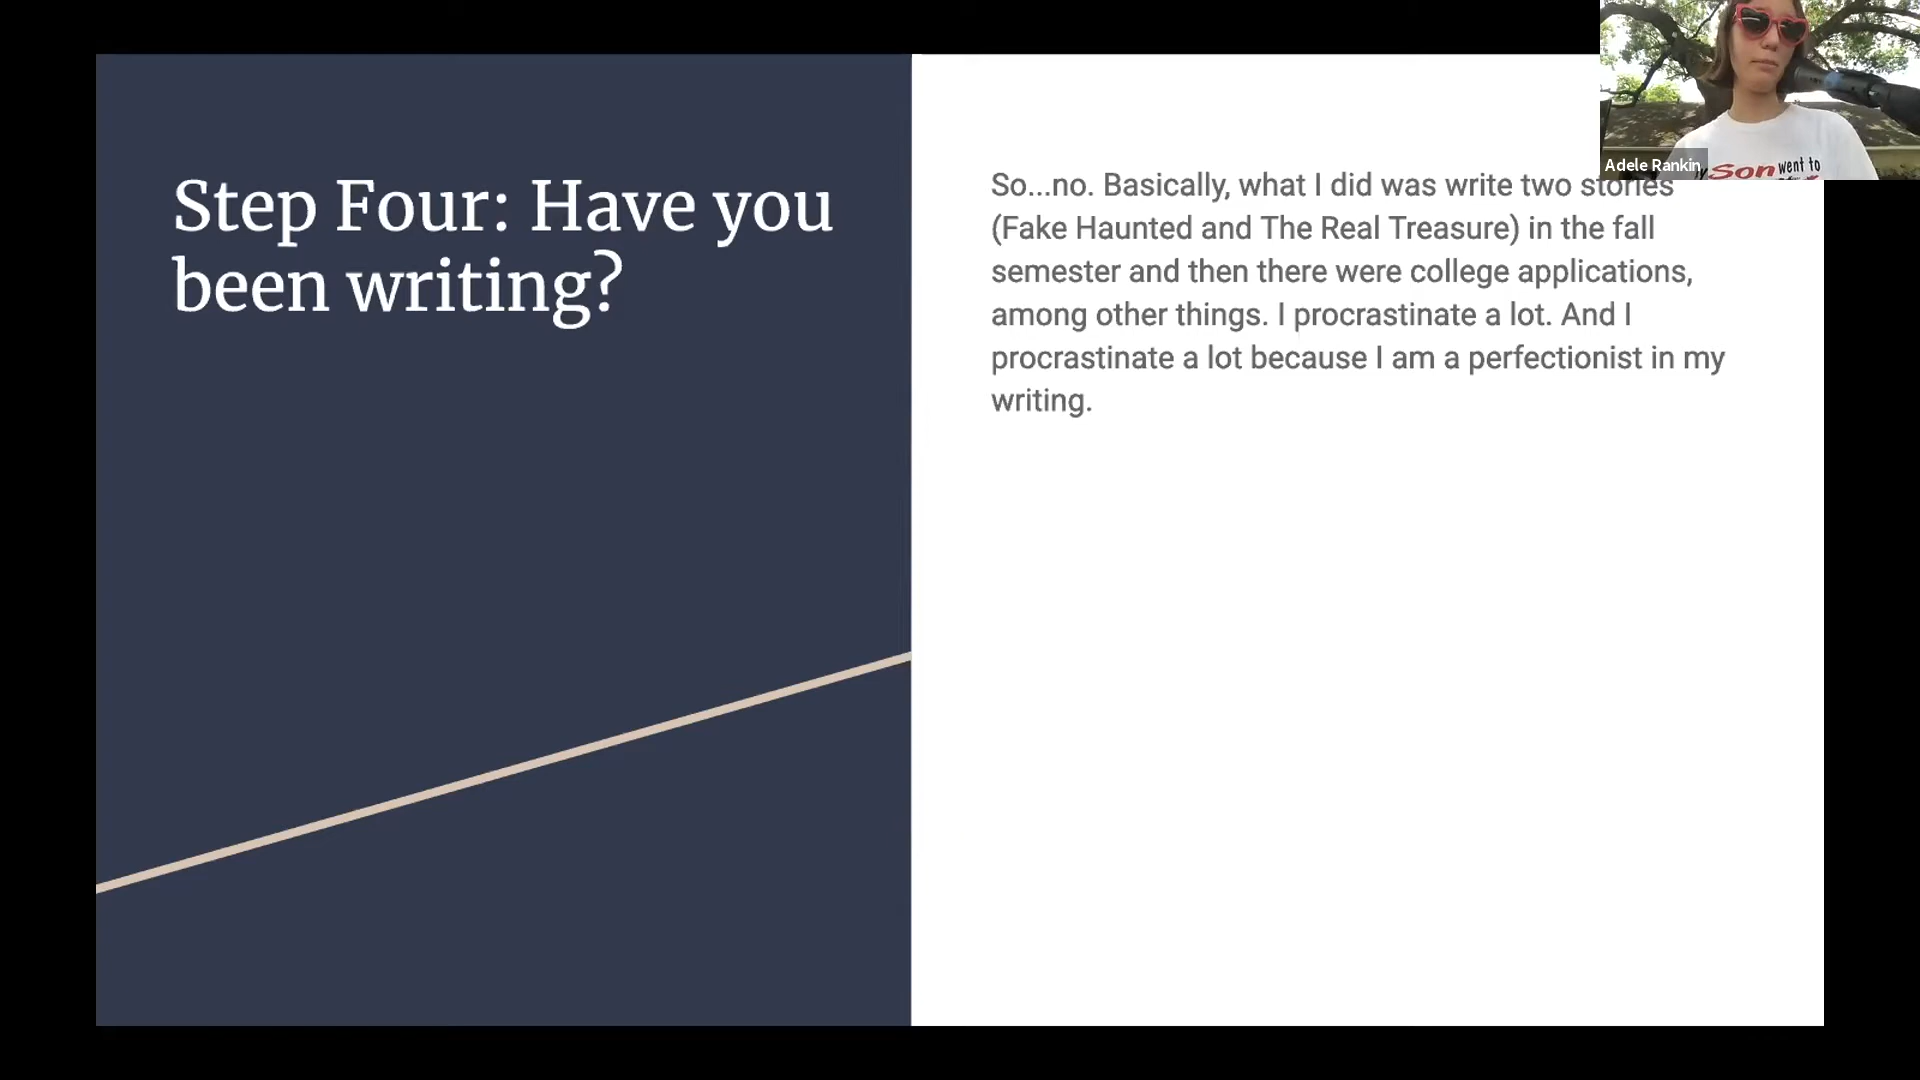 Step Four: Have you
been writing?
So...no. Basically, what I did was write two stories
(Fake Haunted and The Real Treasure) in the fall
semester and then there were college applications,
among other things. I procrastinate a lot. And I
procrastinate a lot because I am a perfectionist in my
writing.
Adele Rankin
Son went to